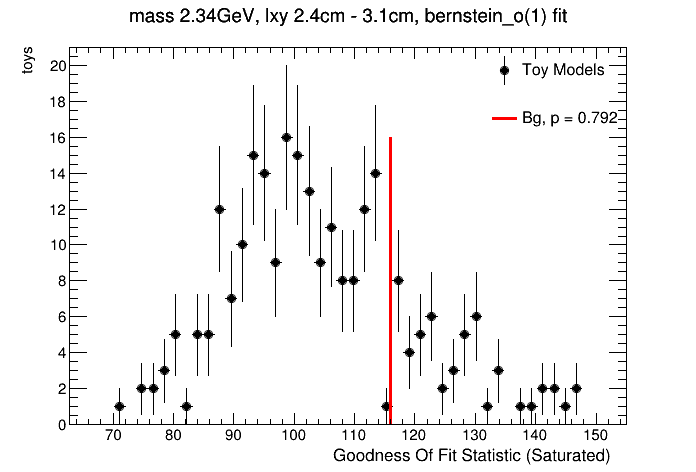 mass 2.34GeV, lxy 2.4cm - 3.1cm, bernstein_o(1) fit
toys
20
18
16
14
12
10
8
6
4
2
0
Toy Models
Bg, p = 0.792
70 80 90 100 110 120 130 140 150
Goodness Of Fit Statistic (Saturated)